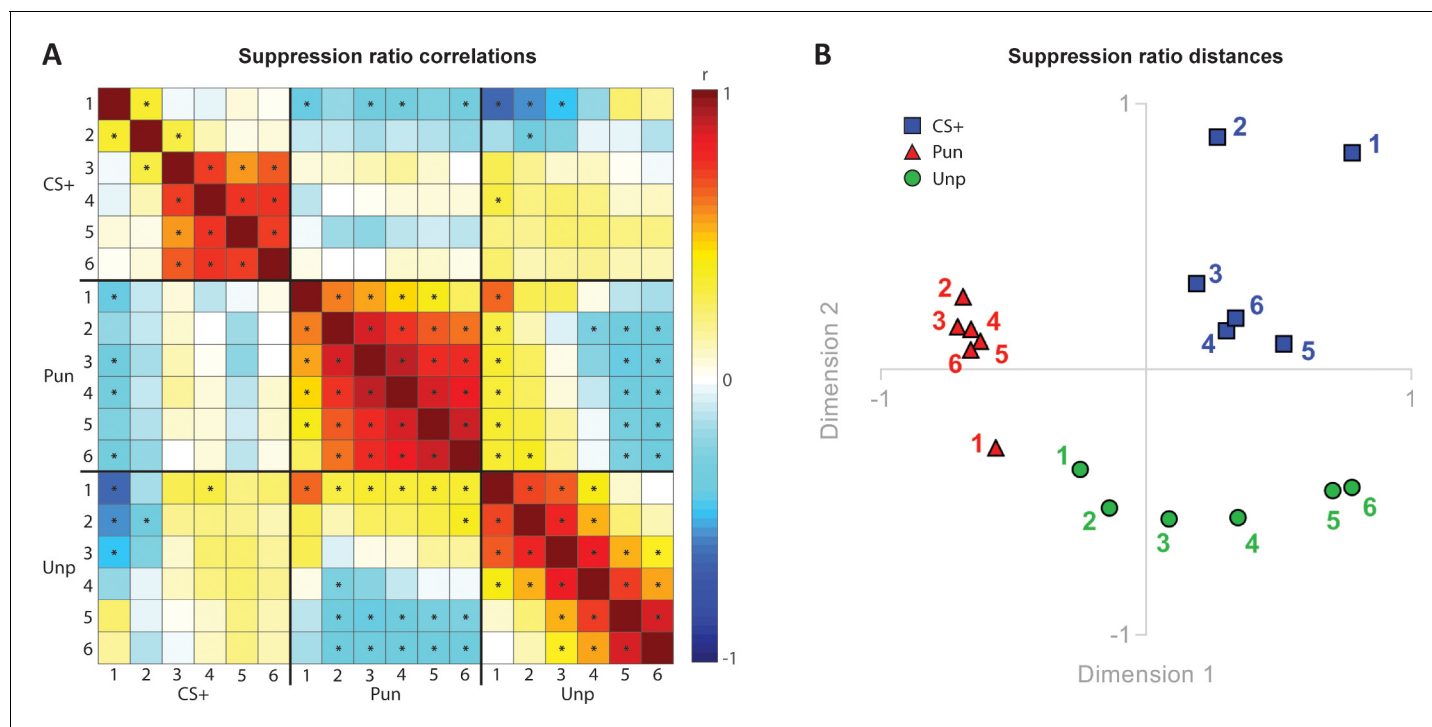 A
Suppression ratio correlations
r
1
0
-1
CS+
1
2
3
4
5
6
Pun
1
2
3
4
5
6
Unp
1
2
3
4
5
6
1 2 3 4 5 6 1 2 3 4 5 6 1 2 3 4 5 6
CS+ Pun Unp
B
Suppression ratio distances
CS+
Pun
Unp
1
-1
-1
1
Dimension 2
Dimension 1
2
1
3
6
4
5
2
3
4
5
6
1
1
2
3
4
5
6